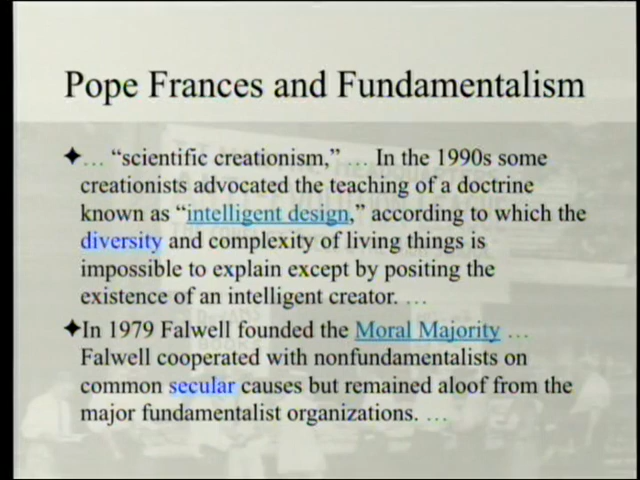 Pope Frances and Fundamentalism
✦… “scientific creationism,” … In the 1990s some
creationists advocated the teaching of a doctrine
known as “intelligent design,” according to which the
diversity and complexity of living things is
impossible to explain except by positing the
existence of an intelligent creator. …
✦In 1979 Falwell founded the Moral Majority …
Falwell cooperated with nonfundamentalists on
common secular causes but remained aloof from the
major fundamentalist organizations. …